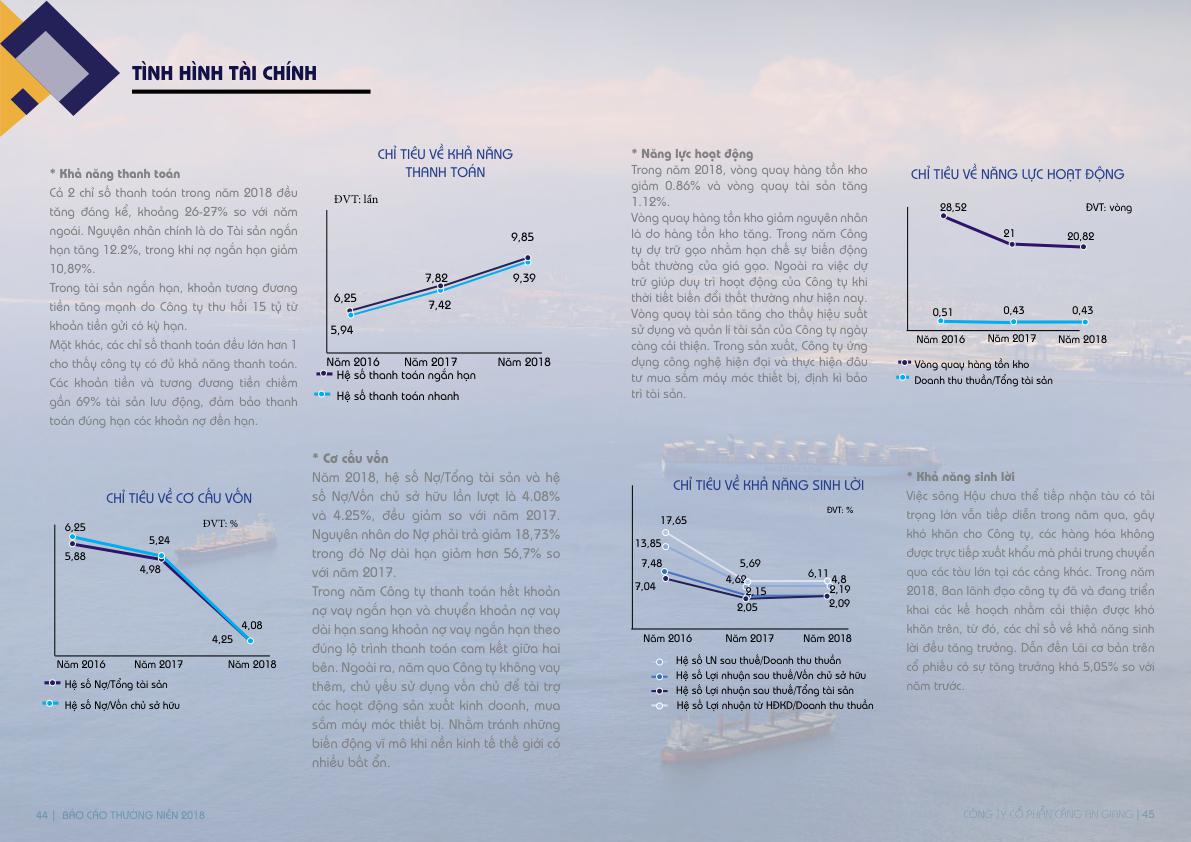 TÌNH HÌNH TÀI CHÍNH
* Khả năng thanh toán
Cả 2 chỉ số thanh toán trong năm 2018 đều
tăng đáng kể, khoảng 26-27% so với năm
ngoái. Nguyên nhân chính là do Tài sản ngắn
hạn tăng 12.2%, trong khi nợ ngắn hạn giảm
10,89%.
Trong tài sản ngắn hạn, khoản tương đương
tiền tăng mạnh do Công ty thu hồi 15 tỷ từ
khoản tiền gửi có kỳ hạn.
Mặt khác, các chỉ số thanh toán đều lớn hơn 1
cho thấy công ty có đủ khả năng thanh toán.
Các khoản tiền và tương đương tiền chiếm
gần 69% tài sản lưu động, đảm bảo thanh
toán đúng hạn các khoản nợ đến hạn.
CHỈ TIÊU VỀ KHẢ NĂNG
THANH TOÁN
ĐVT: lần
9,85
7,82
9,39
6,25
7,42
5,94
Năm 2016 Năm 2017 Năm 2018
Hệ số thanh toán ngắn hạn
Hệ số thanh toán nhanh
CHỈ TIÊU VỀ CƠ CẤU VỐN
ĐVT: %
6,25
5,24
5,88
4,98
4,08
4,25
Năm 2016 Năm 2017 Năm 2018
Hệ số Nợ/Tổng tài sản
Hệ số Nợ/Vốn chủ sở hữu
* Cơ cấu vốn
Năm 2018, hệ số Nợ/Tổng tài sản và hệ
số Nợ/Vốn chủ sở hữu lần lượt là 4.08%
và 4.25%, đều giảm so với năm 2017.
Nguyên nhân do Nợ phải trả giảm 18,73%
trong đó Nợ dài hạn giảm hơn 56,7% so
với năm 2017.
Trong năm Công ty thanh toán hết khoản
nợ vay ngắn hạn và chuyển khoản nợ vay
dài hạn sang khoản nợ vay ngắn hạn theo
đúng lộ trình thanh toán cam kết giữa hai
bên. Ngoài ra, năm qua Công ty không vay
thêm, chủ yếu sử dụng vốn chủ để tài trợ
các hoạt động sản xuất kinh doanh, mua
sắm máy móc thiết bị. Nhằm tránh những
biến động vĩ mô khi nền kinh tế thế giới có
nhiều bất ổn.
* Năng lực hoạt động
Trong năm 2018, vòng quay hàng tồn kho
giảm 0.86% và vòng quay tài sản tăng
1.12%.
Vòng quay hàng tồn kho giảm nguyên nhân
là do hàng tồn kho tăng. Trong năm Công
ty dự trữ gạo nhằm hạn chế sự biến động
bất thường của giá gạo. Ngoài ra việc dự
trữ giúp duy trì hoạt động của Công ty khi
thời tiết biến đổi thất thường như hiện nay.
Vòng quay tài sản tăng cho thấy hiệu suất
sử dụng và quản lí tài sản của Công ty ngày
càng cải thiện. Trong sản xuất, Công ty ứng
dụng công nghệ hiện đại và thực hiện đầu
tư mua sắm máy móc thiết bị, định kì bảo
trì tài sản.
CHỈ TIÊU VỀ NĂNG LỰC HOẠT ĐỘNG
ĐVT: vòng
28,52
21
20,82
0,51
0,43
0,43
Năm 2016 Năm 2017 Năm 2018
Vòng quay hàng tồn kho
Doanh thu thuần/Tổng tài sản
CHỈ TIÊU VỀ KHẢ NĂNG SINH LỜI
ĐVT: %
17,65
13,85
7,48
5,69
4,62
6,11
4,8
7,04
2,15
2,19
2,05
2,09
Năm 2016 Năm 2017 Năm 2018
Hệ số LN sau thuế/Doanh thu thuần
Hệ số Lợi nhuận sau thuế/Vốn chủ sở hữu
Hệ số Lợi nhuận sau thuế/Tổng tài sản
Hệ số Lợi nhuận từ HĐKD/Doanh thu thuần
* Khả năng sinh lời
Việc sông Hậu chưa thể tiếp nhận tàu có tải
trọng lớn vẫn tiếp diễn trong năm qua, gây
khó khăn cho Công ty, các hàng hóa không
được trực tiếp xuất khẩu mà phải trung chuyển
qua các tàu lớn tại các cảng khác. Trong năm
2018, Ban lãnh đạo công ty đã và đang triển
khai các kế hoạch nhằm cải thiện được khó
khăn trên, từ đó, các chỉ số về khả năng sinh
lời đều tăng trưởng. Dẫn đến Lãi cơ bản trên
cổ phiếu có sự tăng trưởng khá 5,05% so với
năm trước.
44 | BÁO CÁO THƯỜNG NIÊN 2018
CÔNG TY CỔ PHẦN CẢNG AN GIANG | 45